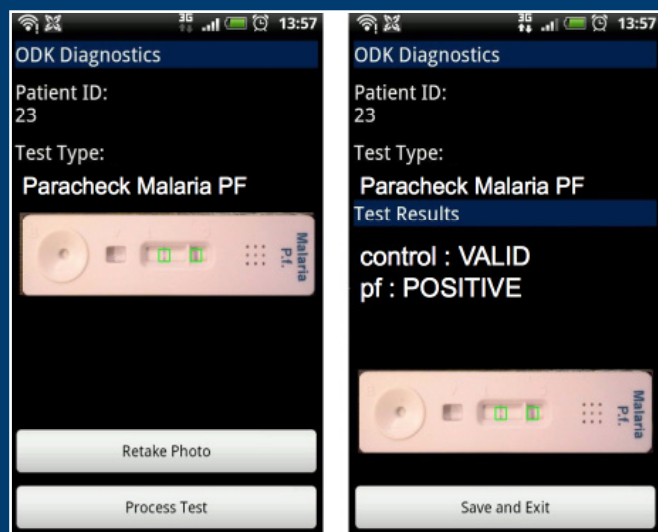 3G 13:57
ODK Diagnostics
Patient ID:
23
Test Type:
Paracheck Malaria PF
Malaria
P.f.
Retake Photo
Process Test
3G 13:57
ODK Diagnostics
Patient ID:
23
Test Type:
Paracheck Malaria PF
Test Results
control : VALID
pf : POSITIVE
Malaria
P.f.
Save and Exit